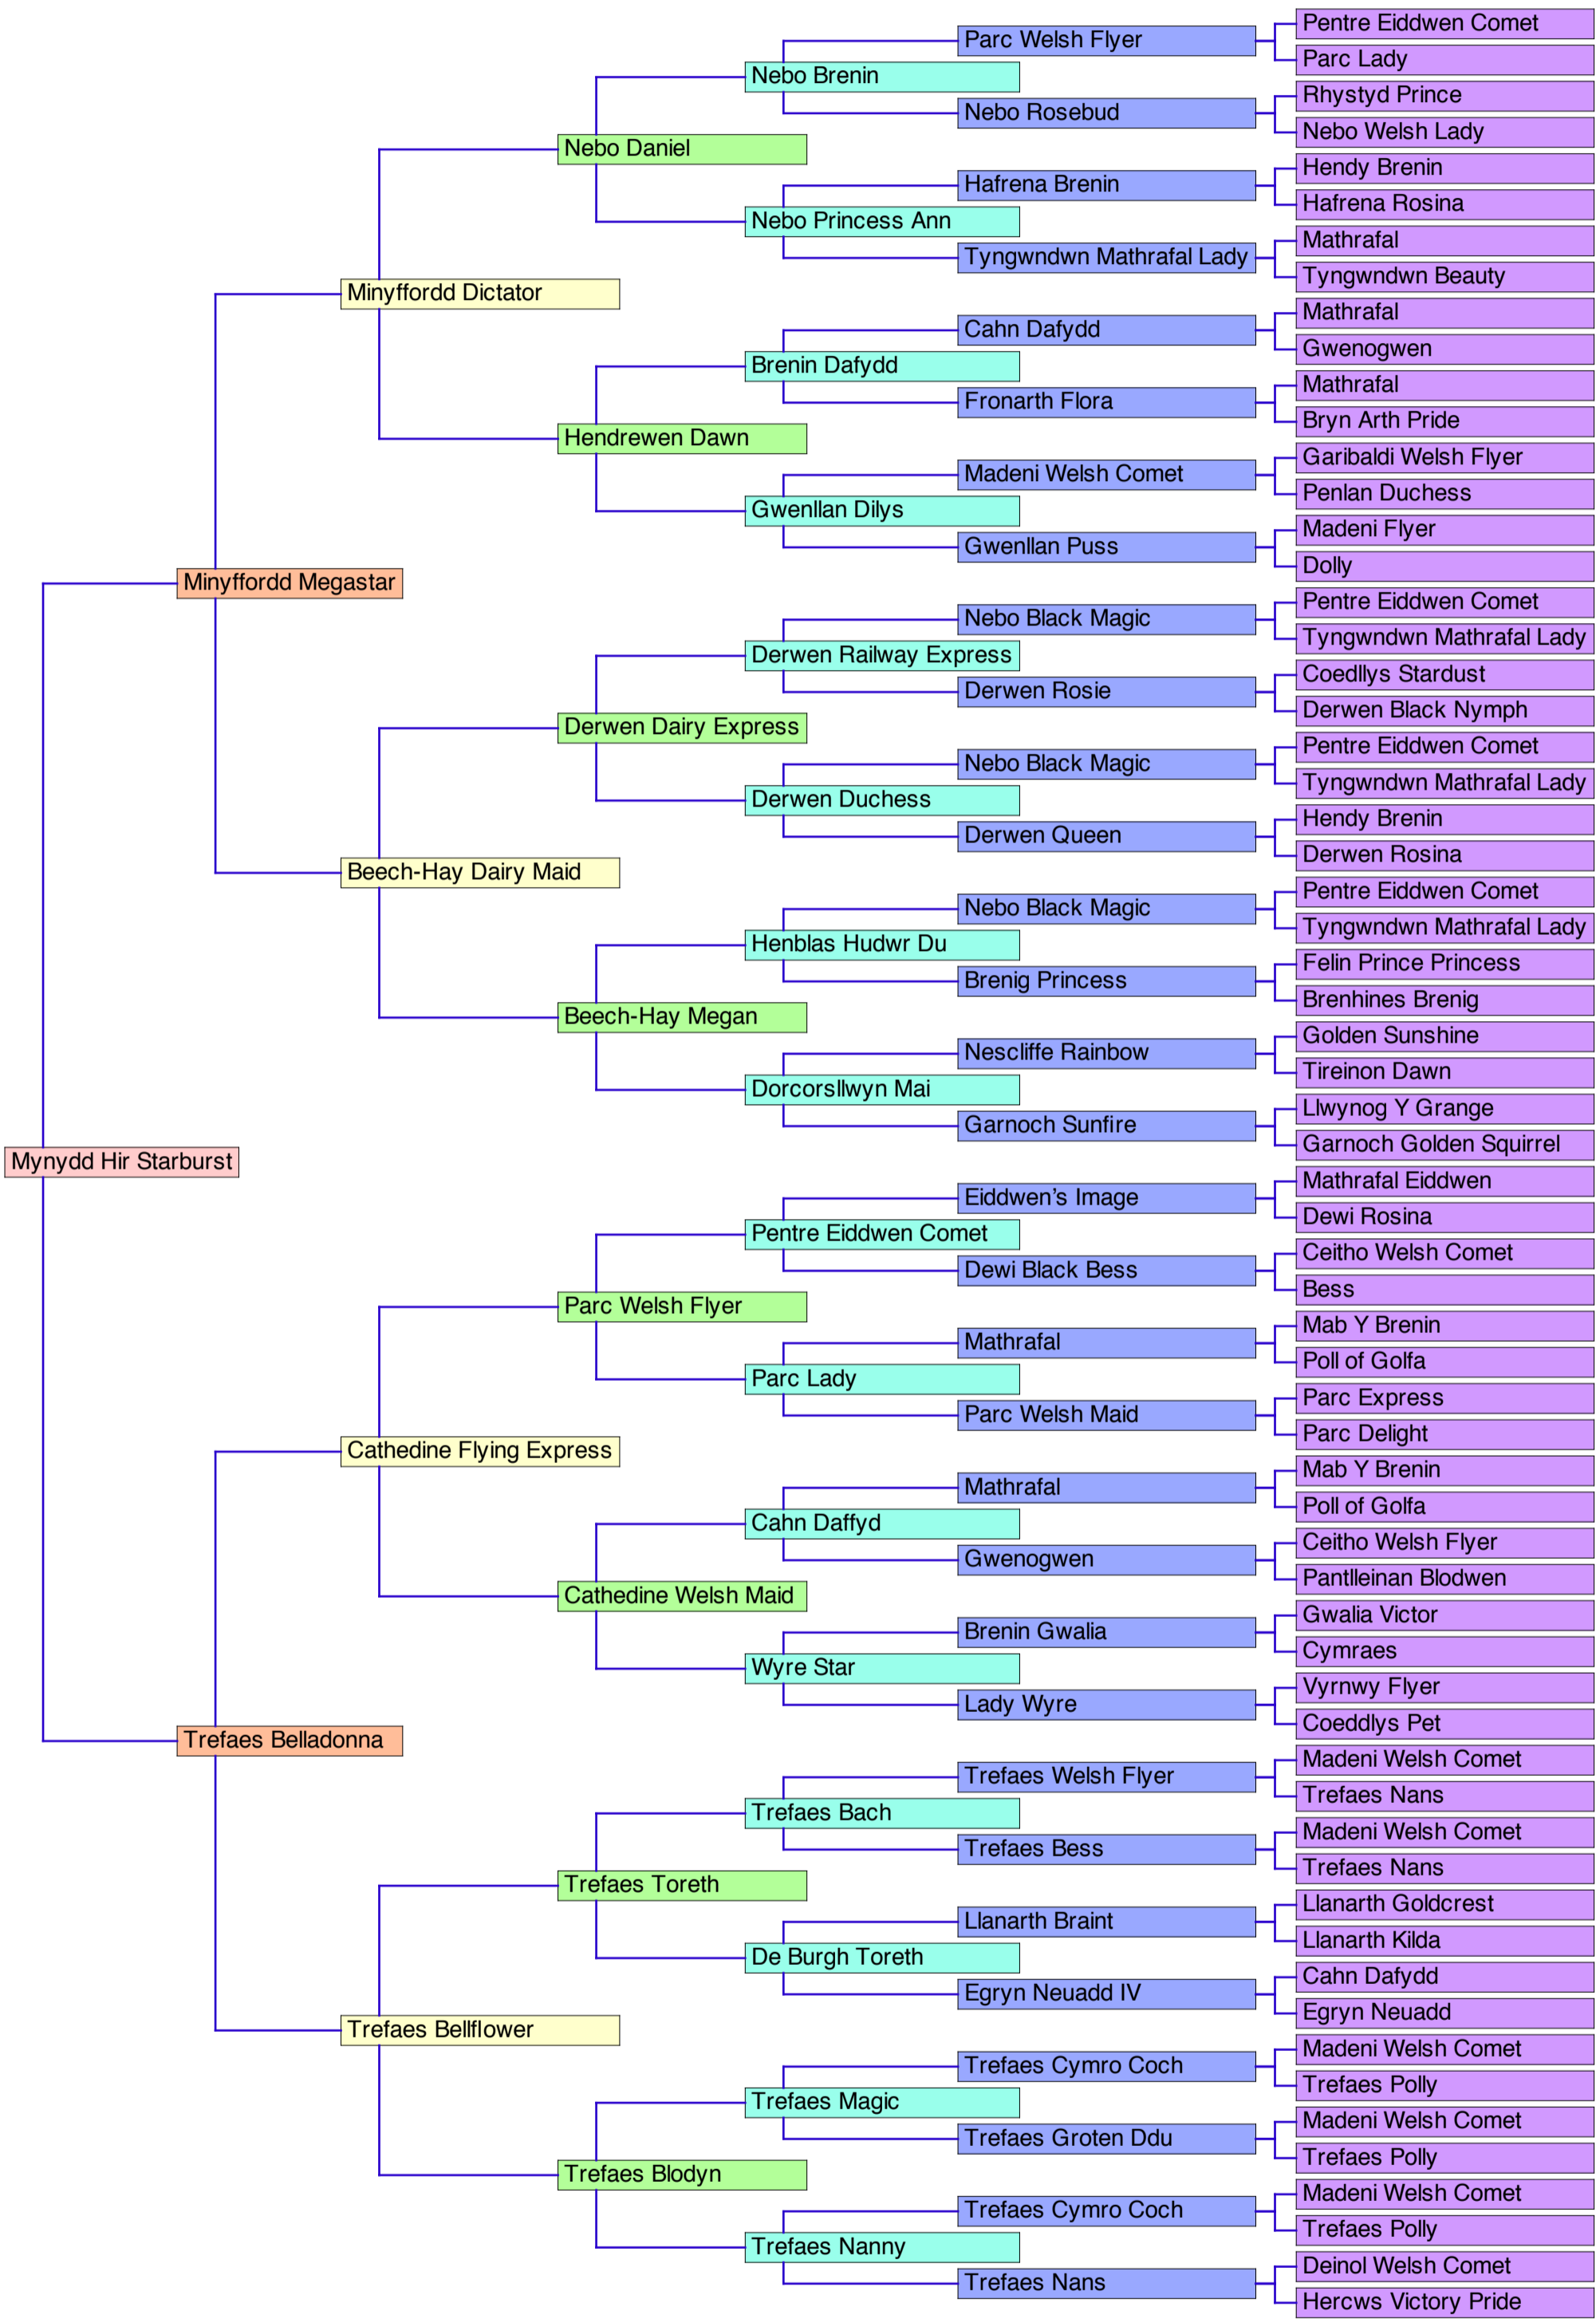 Pentre Eiddwen Comet
Parc Welsh Flyer
Parc Lady
Nebo Brenin
Rhystyd Prince
Nebo Rosebud
Nebo Welsh Lady
Nebo Daniel
Hendy Brenin
Hafrena Brenin
Hafrena Rosina
Nebo Princess Ann
Mathrafal
Tyngwndwn Mathrafal Lady
Tyngwndwn Beauty
Minyffordd Dictator
Mathrafal
Cahn Dafydd
Gwenogwen
Brenin Dafydd
Mathrafal
Fronarth Flora
Bryn Arth Pride
Hendrewen Dawn
Garibaldi Welsh Flyer
Madeni Welsh Comet
Penlan Duchess
Gwenllan Dilys
Madeni Flyer
Gwenllan Puss
Dolly
Minyffordd Megastar
Pentre Eiddwen Comet
Nebo Black Magic
Tyngwndwn Mathrafal Lady
Derwen Railway Express
Coedllys Stardust
Derwen Rosie
Derwen Black Nymph
Derwen Dairy Express
Pentre Eiddwen Comet
Nebo Black Magic
Tyngwndwn Mathrafal Lady
Derwen Duchess
Hendy Brenin
Derwen Queen
Derwen Rosina
Beech-Hay Dairy Maid
Pentre Eiddwen Comet
Nebo Black Magic
Tyngwndwn Mathrafal Lady
Henblas Hudwr Du
Felin Prince Princess
Brenig Princess
Brenhines Brenig
Beech-Hay Megan
Golden Sunshine
Nescliffe Rainbow
Tireinon Dawn
Dorcorsllwyn Mai
Llwynog Y Grange
Garnoch Sunfire
Garnoch Golden Squirrel
Mynydd Hir Starburst
Mathrafal Eiddwen
Eiddwen’s Image
Dewi Rosina
Pentre Eiddwen Comet
Ceitho Welsh Comet
Dewi Black Bess
Bess
Parc Welsh Flyer
Mab Y Brenin
Mathrafal
Poll of Golfa
Parc Lady
Parc Express
Parc Welsh Maid
Parc Delight
Cathedine Flying Express
Mab Y Brenin
Mathrafal
Poll of Golfa
Cahn Daffyd
Ceitho Welsh Flyer
Gwenogwen
Pantlleinan Blodwen
Cathedine Welsh Maid
Gwalia Victor
Brenin Gwalia
Cymraes
Wyre Star
Vyrnwy Flyer
Lady Wyre
Coeddlys Pet
Trefaes Belladonna
Madeni Welsh Comet
Trefaes Welsh Flyer
Trefaes Nans
Trefaes Bach
Madeni Welsh Comet
Trefaes Bess
Trefaes Nans
Trefaes Toreth
Llanarth Goldcrest
Llanarth Braint
Llanarth Kilda
De Burgh Toreth
Cahn Dafydd
Egryn Neuadd IV
Egryn Neuadd
Trefaes Bellflower
Madeni Welsh Comet
Trefaes Cymro Coch
Trefaes Polly
Trefaes Magic
Madeni Welsh Comet
Trefaes Groten Ddu
Trefaes Polly
Trefaes Blodyn
Madeni Welsh Comet
Trefaes Cymro Coch
Trefaes Polly
Trefaes Nanny
Deinol Welsh Comet
Trefaes Nans
Hercws Victory Pride